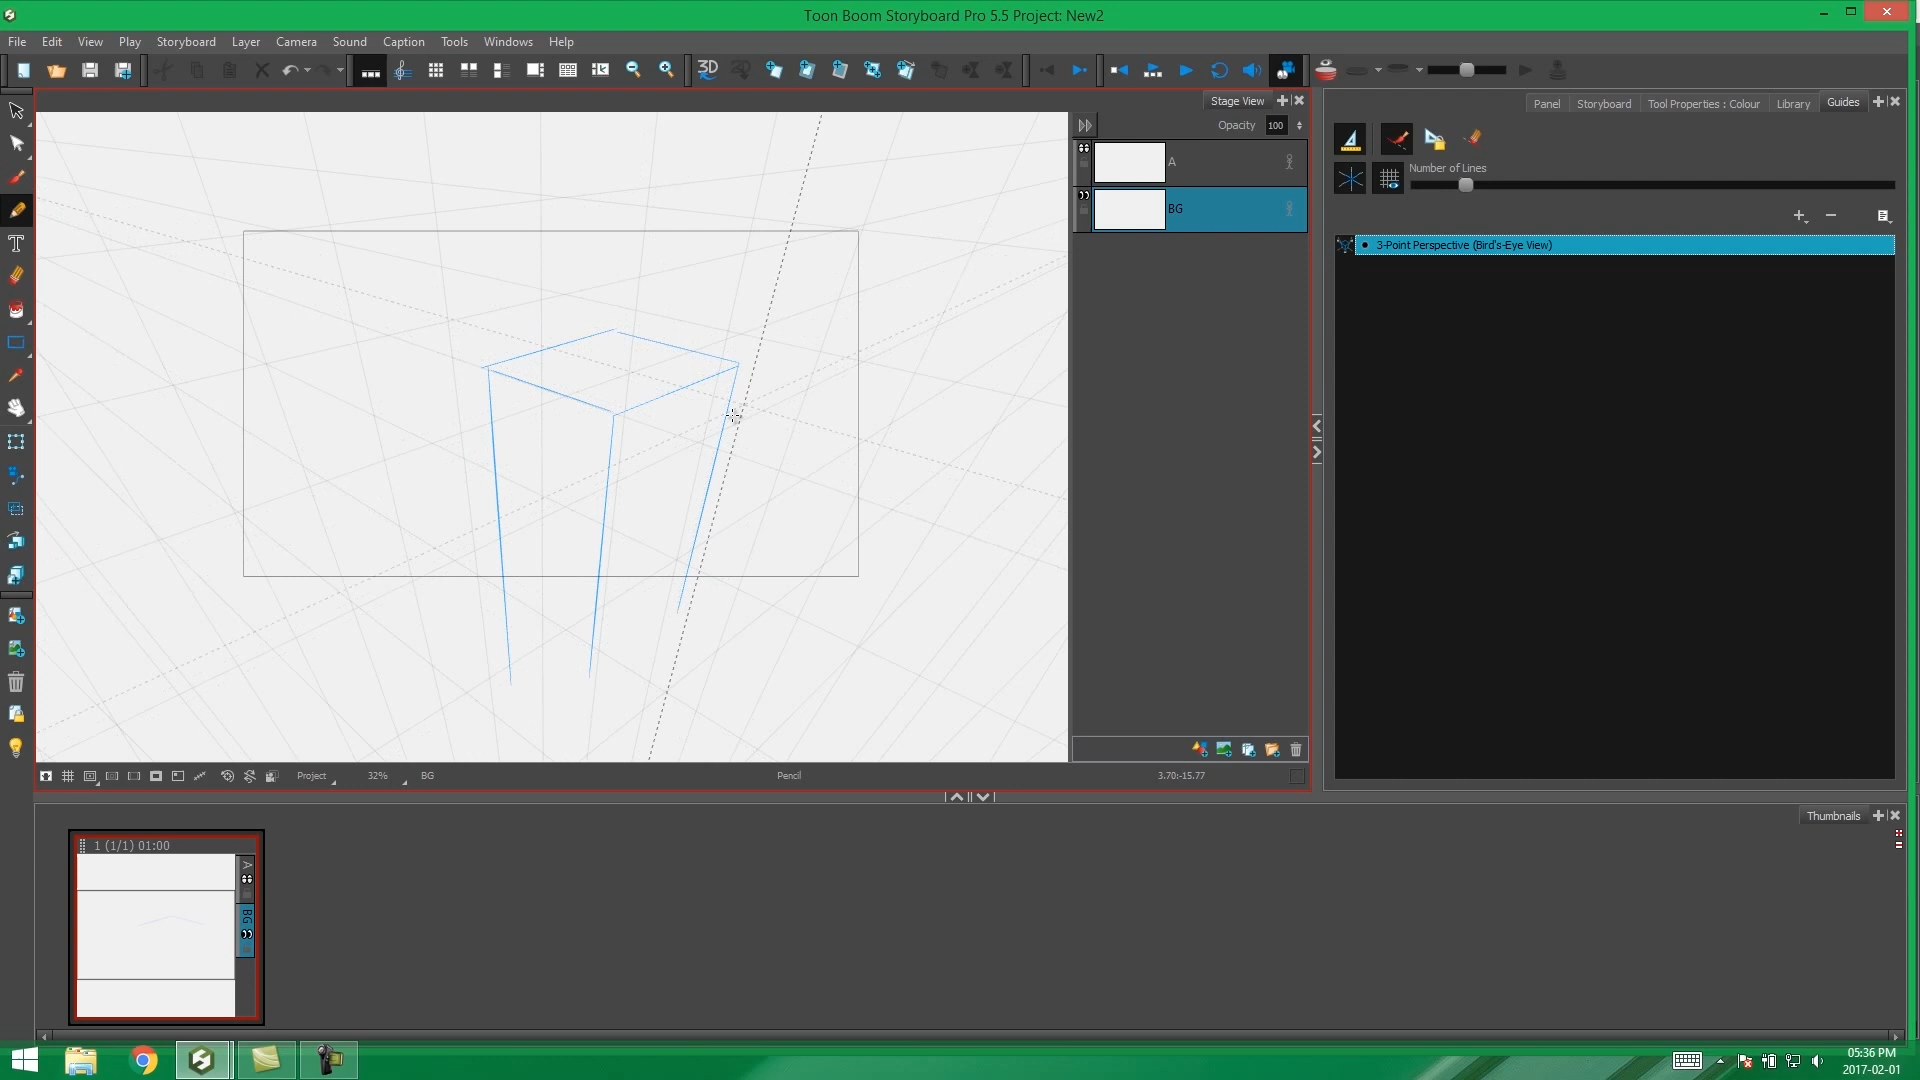 Toon Boom Storyboard Pro 5.5 Project: New2
File Edit View Play Storyboard Layer Camera Sound Caption Tools Windows Help
3D 2D
Stage View
Panel Storyboard Tool Properties : Colour Library Guides
Opacity 100
A
BG
Number of Lines
3-Point Perspective (Bird's-Eye View)
T
Project 32% BG Pencil 3.70:-15.77
Thumbnails
1 (1/1) 01:00
A
BG
05:36 PM
2017-02-01